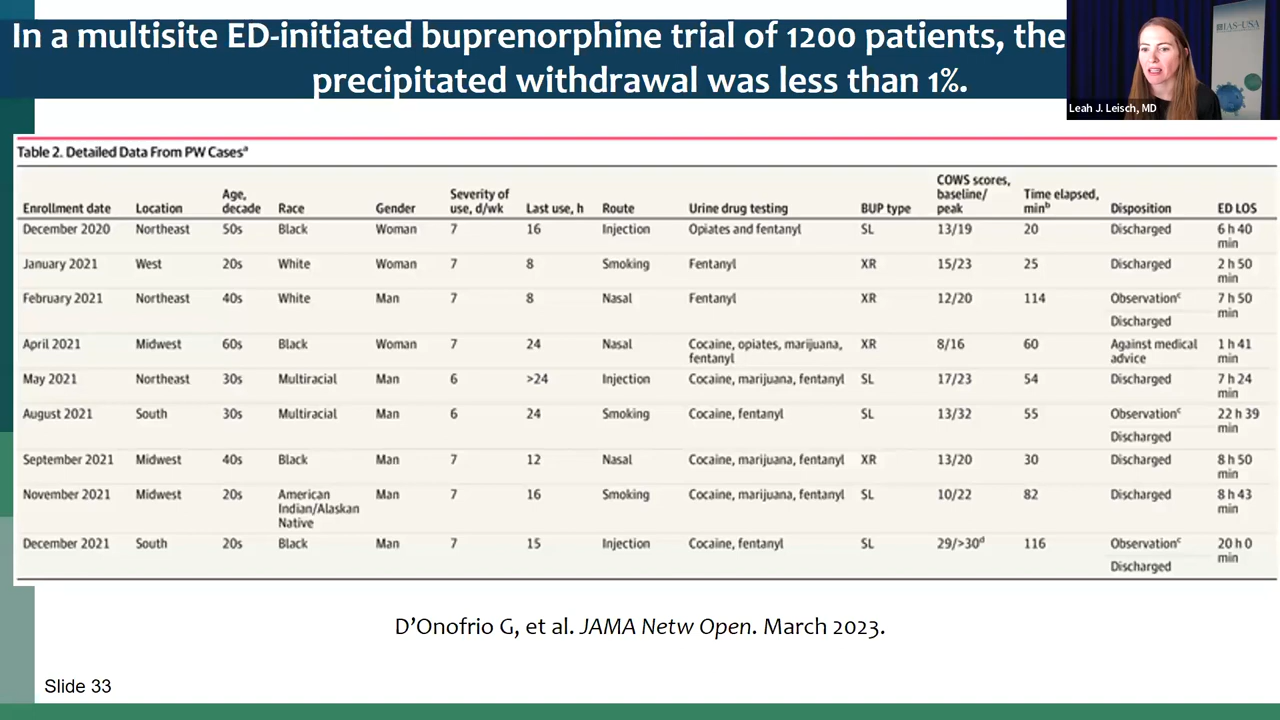 In a multisite ED-initiated buprenorphine trial of 1200 patients, the
precipitated withdrawal was less than 1%.
IAS–USA
Leah J. Leisch, MD
Table 2. Detailed Data From PW Casesᵃ
Enrollment date Location Age, decade Race Gender Severity of use, d/wk Last use, h Route Urine drug testing BUP type COWS scores, baseline/peak Time elapsed, minᵇ Disposition ED LOS
December 2020 Northeast 50s Black Woman 7 16 Injection Opiates and fentanyl SL 13/19 20 Discharged 6 h 40 min
January 2021 West 20s White Woman 7 8 Smoking Fentanyl XR 15/23 25 Discharged 2 h 50 min
February 2021 Northeast 40s White Man 7 8 Nasal Fentanyl XR 12/20 114 Observationᶜ Discharged 7 h 50 min
April 2021 Midwest 60s Black Woman 7 24 Nasal Cocaine, opiates, marijuana, fentanyl XR 8/16 60 Against medical advice 1 h 41 min
May 2021 Northeast 30s Multiracial Man 6 >24 Injection Cocaine, marijuana, fentanyl SL 17/23 54 Discharged 7 h 24 min
August 2021 South 30s Multiracial Man 6 24 Smoking Cocaine, fentanyl SL 13/32 55 Observationᶜ Discharged 22 h 39 min
September 2021 Midwest 40s Black Man 7 12 Nasal Cocaine, marijuana, fentanyl XR 13/20 30 Discharged 8 h 50 min
November 2021 Midwest 20s American Indian/Alaskan Native Man 7 16 Smoking Cocaine, marijuana, fentanyl SL 10/22 82 Discharged 8 h 43 min
December 2021 South 20s Black Man 7 15 Injection Cocaine, fentanyl SL 29/>30ᵈ 116 Observationᶜ Discharged 20 h 0 min
D’Onofrio G, et al. JAMA Netw Open. March 2023.
Slide 33